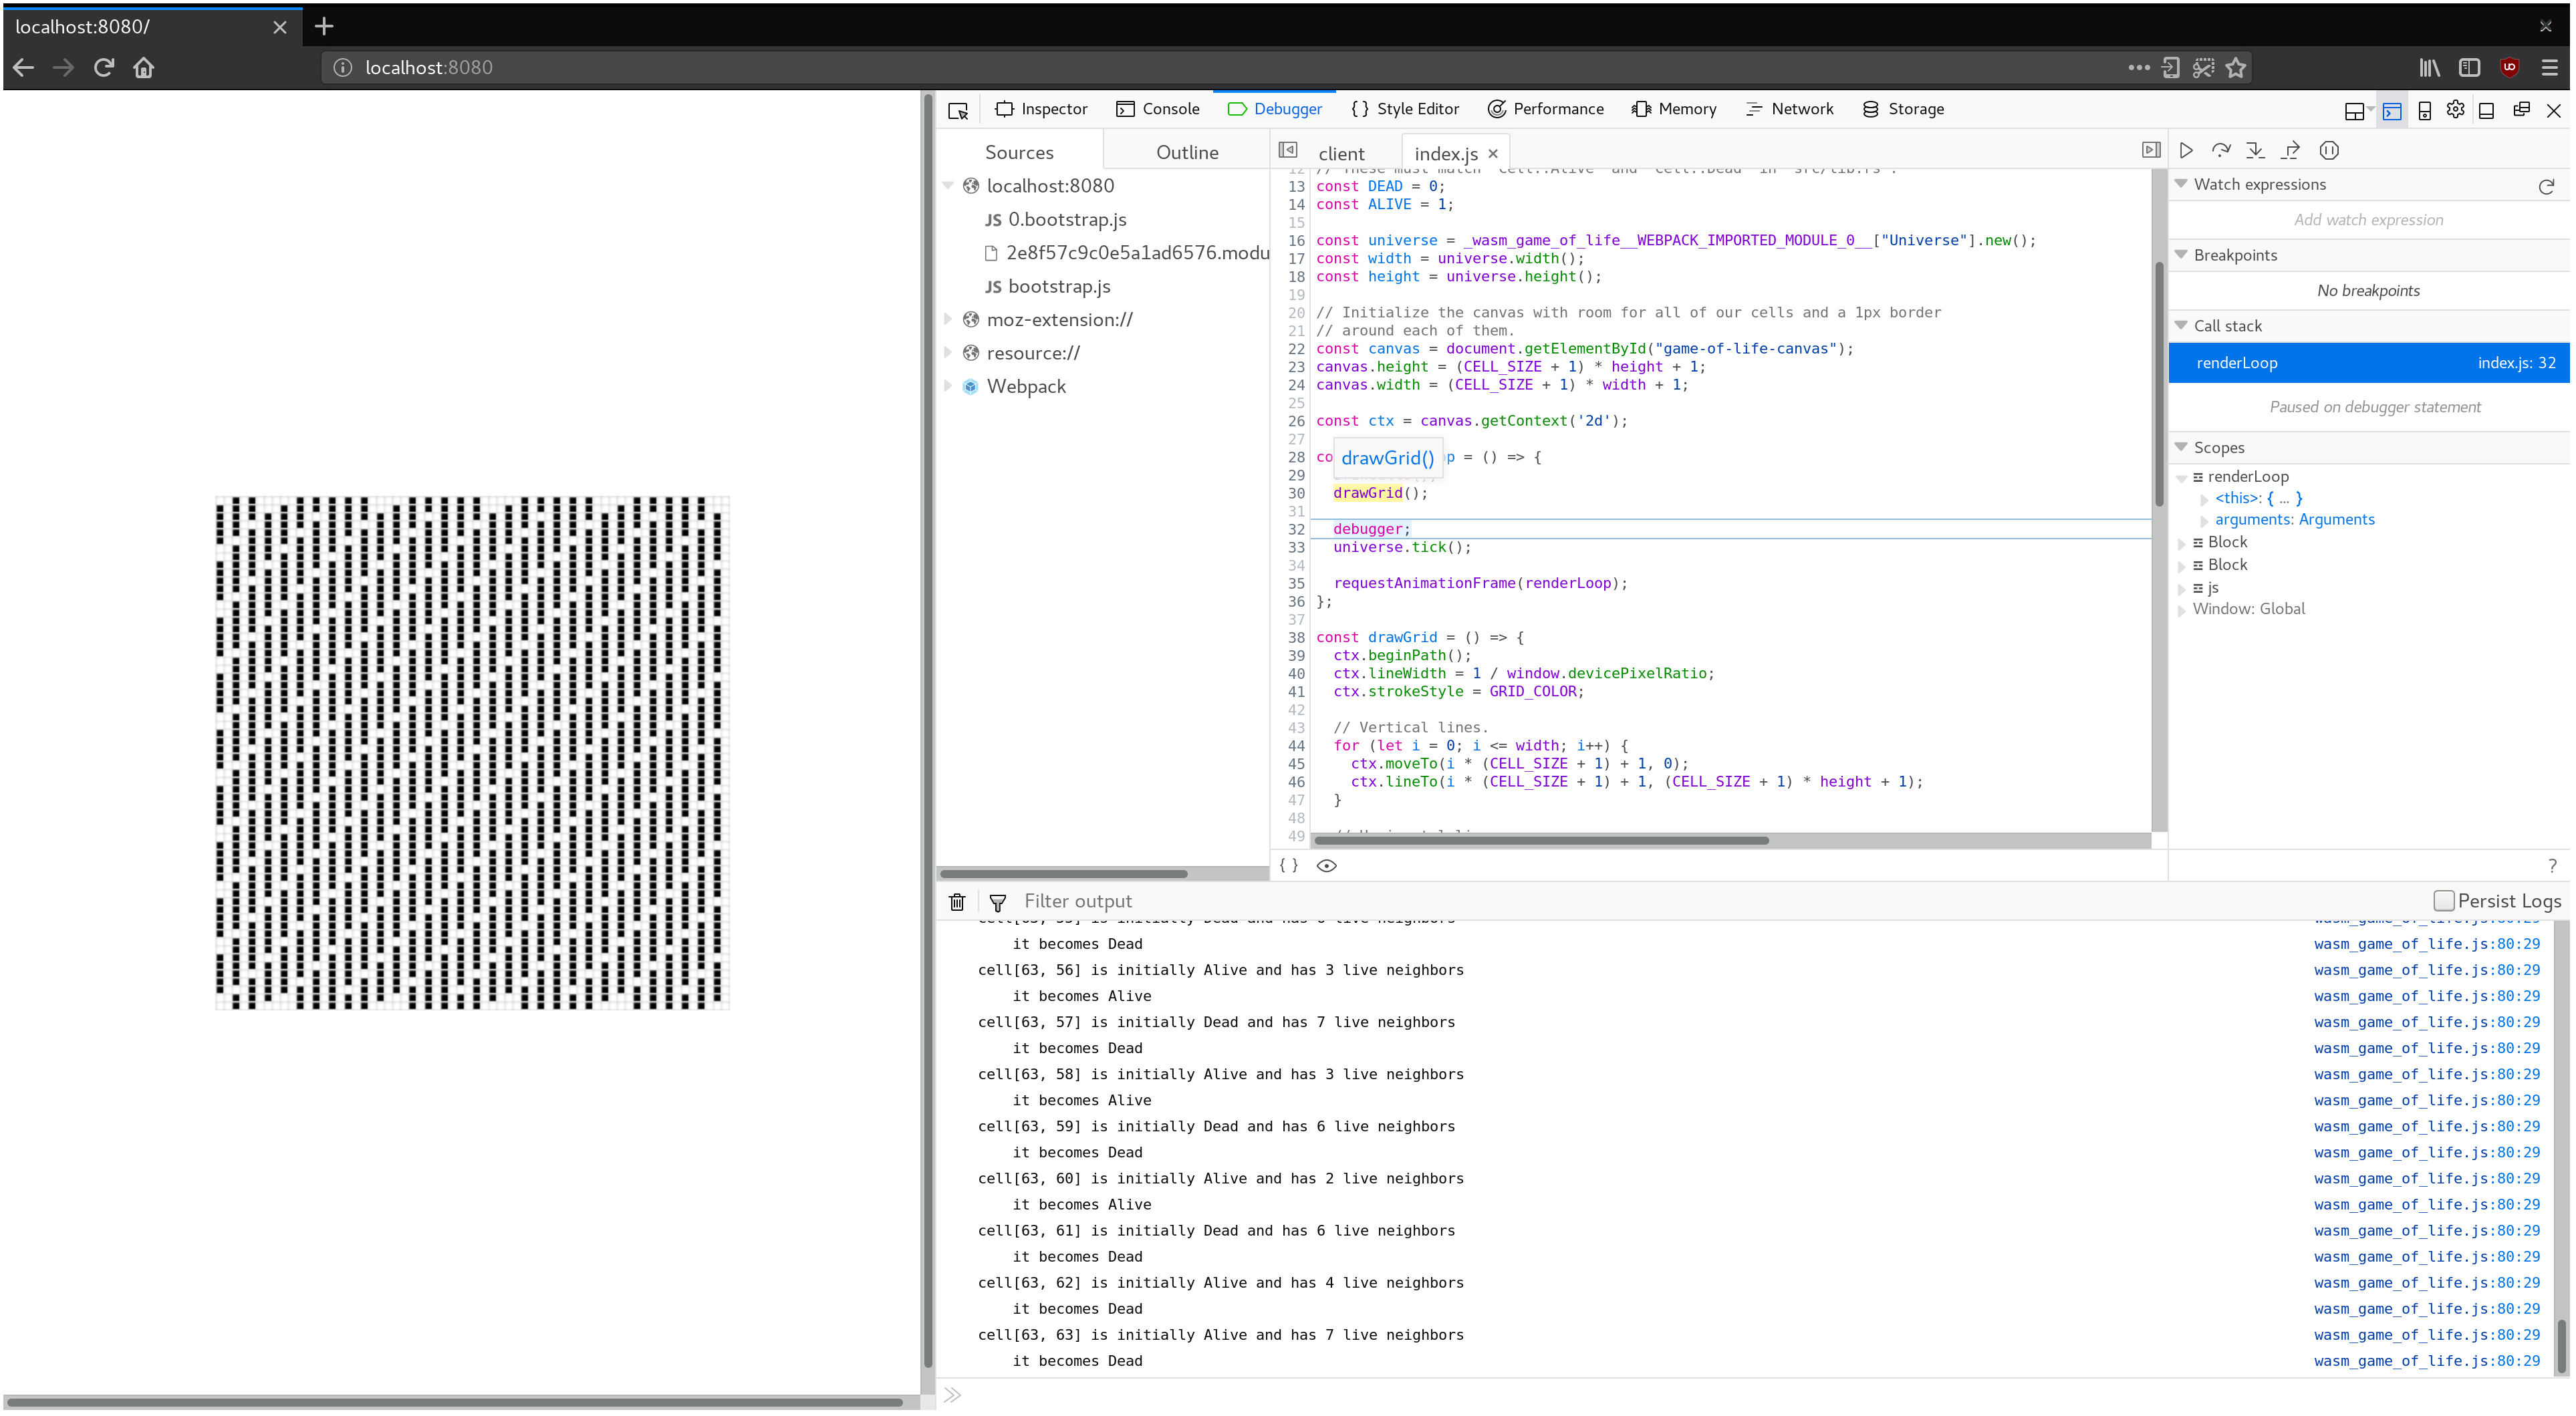 localhost:8080/
localhost:8080
Inspector
Console
Debugger
{ } Style Editor
Performance
Memory
Network
Storage
Sources
Outline
localhost:8080
JS 0.bootstrap.js
2e8f57c9c0e5a1ad6576.modu
JS bootstrap.js
moz-extension://
resource://
Webpack
client
index.js
13 const DEAD = 0;
14 const ALIVE = 1;
15
16 const universe = _wasm_game_of_life__WEBPACK_IMPORTED_MODULE_0__["Universe"].new();
17 const width = universe.width();
18 const height = universe.height();
19
20 // Initialize the canvas with room for all of our cells and a 1px border
21 // around each of them.
22 const canvas = document.getElementById("game-of-life-canvas");
23 canvas.height = (CELL_SIZE + 1) * height + 1;
24 canvas.width = (CELL_SIZE + 1) * width + 1;
25
26 const ctx = canvas.getContext('2d');
27
drawGrid()
28 co p = () => {
29
30 drawGrid();
31
32 debugger;
33 universe.tick();
34
35 requestAnimationFrame(renderLoop);
36 };
37
38 const drawGrid = () => {
39 ctx.beginPath();
40 ctx.lineWidth = 1 / window.devicePixelRatio;
41 ctx.strokeStyle = GRID_COLOR;
42
43 // Vertical lines.
44 for (let i = 0; i <= width; i++) {
45 ctx.moveTo(i * (CELL_SIZE + 1) + 1, 0);
46 ctx.lineTo(i * (CELL_SIZE + 1) + 1, (CELL_SIZE + 1) * height + 1);
47 }
48
49
{ }
Watch expressions
Add watch expression
Breakpoints
No breakpoints
Call stack
renderLoop index.js: 32
Paused on debugger statement
Scopes
renderLoop
<this>: { … }
arguments: Arguments
Block
Block
js
Window: Global
?
Filter output
Persist Logs
it becomes Dead wasm_game_of_life.js:80:29
cell[63, 56] is initially Alive and has 3 live neighbors wasm_game_of_life.js:80:29
it becomes Alive wasm_game_of_life.js:80:29
cell[63, 57] is initially Dead and has 7 live neighbors wasm_game_of_life.js:80:29
it becomes Dead wasm_game_of_life.js:80:29
cell[63, 58] is initially Alive and has 3 live neighbors wasm_game_of_life.js:80:29
it becomes Alive wasm_game_of_life.js:80:29
cell[63, 59] is initially Dead and has 6 live neighbors wasm_game_of_life.js:80:29
it becomes Dead wasm_game_of_life.js:80:29
cell[63, 60] is initially Alive and has 2 live neighbors wasm_game_of_life.js:80:29
it becomes Alive wasm_game_of_life.js:80:29
cell[63, 61] is initially Dead and has 6 live neighbors wasm_game_of_life.js:80:29
it becomes Dead wasm_game_of_life.js:80:29
cell[63, 62] is initially Alive and has 4 live neighbors wasm_game_of_life.js:80:29
it becomes Dead wasm_game_of_life.js:80:29
cell[63, 63] is initially Alive and has 7 live neighbors wasm_game_of_life.js:80:29
it becomes Dead wasm_game_of_life.js:80:29